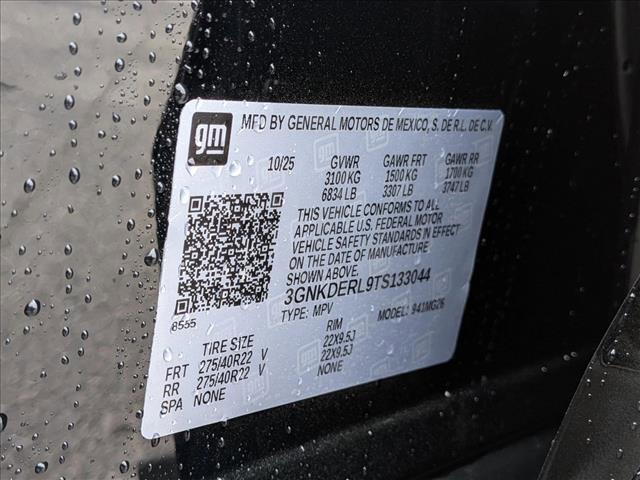 gm MFD BY GENERAL MOTORS DE MEXICO, S. DE R.L. DE C.V.
10/25 GVWR GAWR FRT GAWR RR
3100 KG 1500 KG 1700 KG
6834 LB 3307 LB 3747 LB
THIS VEHICLE CONFORMS TO ALL
APPLICABLE U.S. FEDERAL MOTOR
VEHICLE SAFETY STANDARDS IN EFFECT
ON THE DATE OF MANUFACTURE
SHOWN ABOVE.
3GNKDERL9TS133044
8555 TYPE: MPV MODEL: 941MG26
TIRE SIZE RIM
FRT 275/40R22 V 22X9.5J
RR 275/40R22 V 22X9.5J
SPA NONE NONE